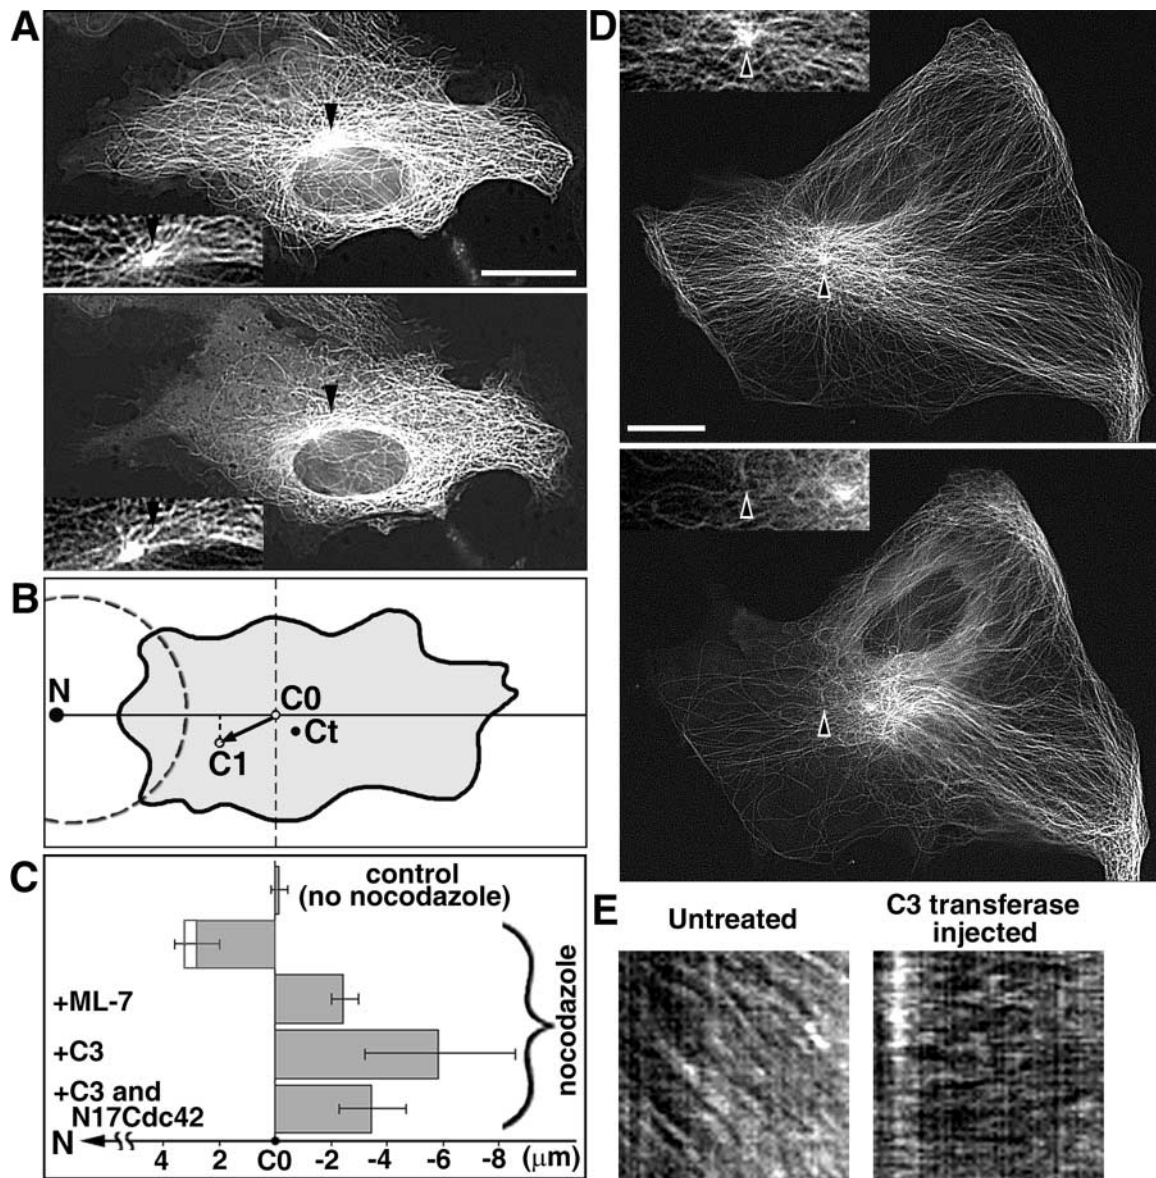 A
B
N
C0
Ct
C1
C
control
(no nocodazole)
+ML-7
+C3
+C3 and
N17Cdc42
nocodazole
N
4 2 C0 -2 -4 -6 -8 (μm)
D
E
Untreated
C3 transferase
injected